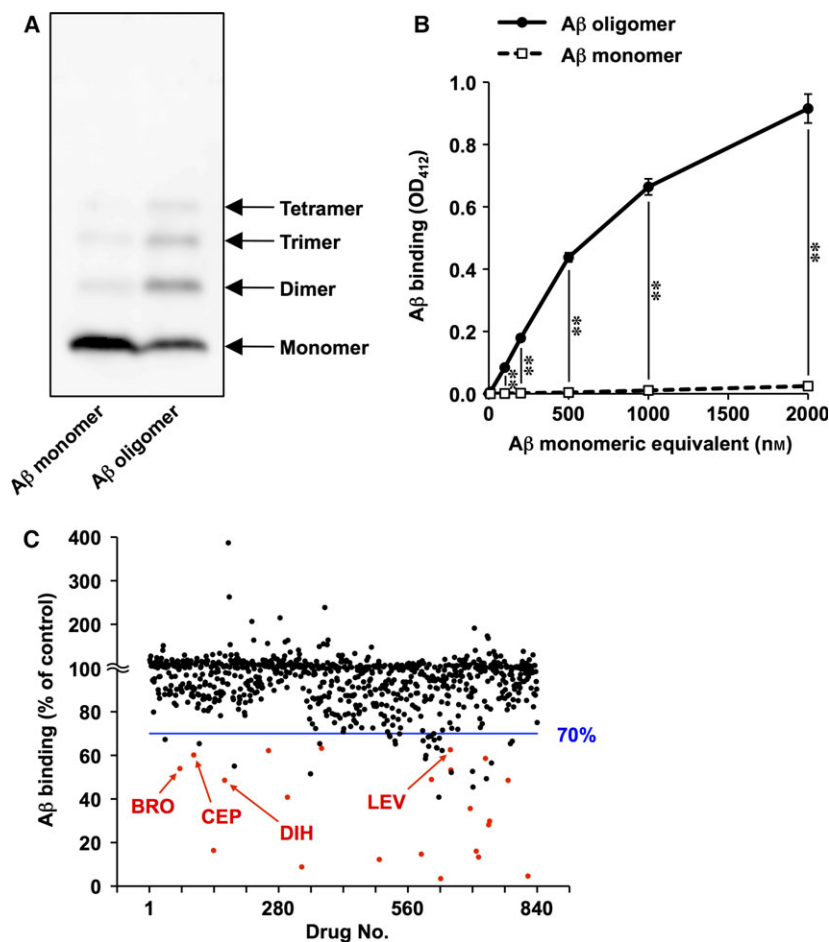 A
Tetramer
Trimer
Dimer
Monomer
Aβ monomer
Aβ oligomer
B
Aβ oligomer
Aβ monomer
Aβ binding (OD412)
1.0
0.8
0.6
0.4
0.2
0.0
**
**
**
**
**
0
500
1000
1500
2000
Aβ monomeric equivalent (nM)
C
Aβ binding (% of control)
400
300
200
100
80
60
40
20
0
70%
BRO
CEP
DIH
LEV
1
280
560
840
Drug No.